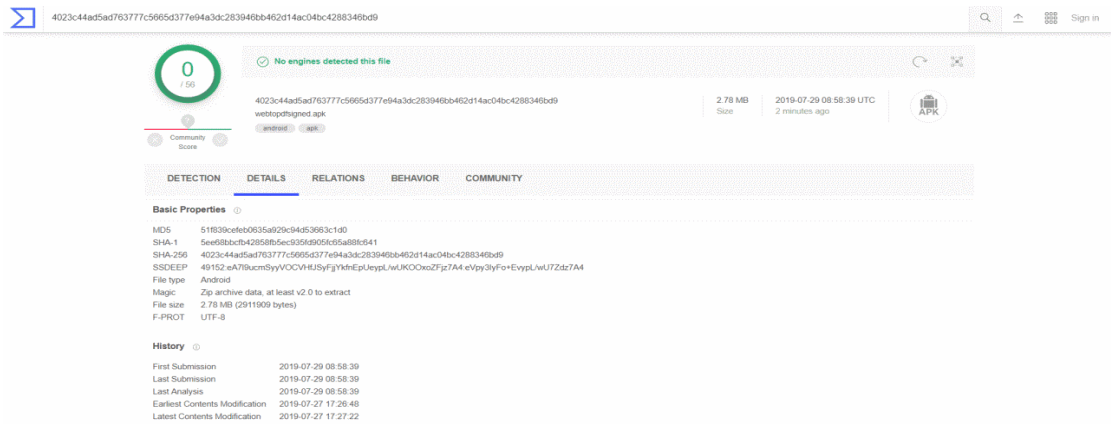 4023c44ad5ad763777c5665d377e94a3dc283946bb462d14ac04bc4288346bd9
Sign in
0
/ 56
No engines detected this file
4023c44ad5ad763777c5665d377e94a3dc283946bb462d14ac04bc4288346bd9
webtopdfsigned.apk
android apk
2.78 MB
Size
2019-07-29 08:58:39 UTC
2 minutes ago
APK
Community
Score
DETECTION DETAILS RELATIONS BEHAVIOR COMMUNITY
Basic Properties
MD5 51f839cefeb0635a929c94d53663c1d0
SHA-1 5ee68bbcfb42858fb5ec935fd905fc65a88fc641
SHA-256 4023c44ad5ad763777c5665d377e94a3dc283946bb462d14ac04bc4288346bd9
SSDEEP 49152:eA7I9ucmSyyVOCVHfJSyFjjYkfnEpUeypL/wUKOOxoZFjz7A4:eVpy3IyFo+EvypL/wU7Zdz7A4
File type Android
Magic Zip archive data, at least v2.0 to extract
File size 2.78 MB (2911909 bytes)
F-PROT UTF-8
History
First Submission 2019-07-29 08:58:39
Last Submission 2019-07-29 08:58:39
Last Analysis 2019-07-29 08:58:39
Earliest Contents Modification 2019-07-27 17:26:48
Latest Contents Modification 2019-07-27 17:27:22